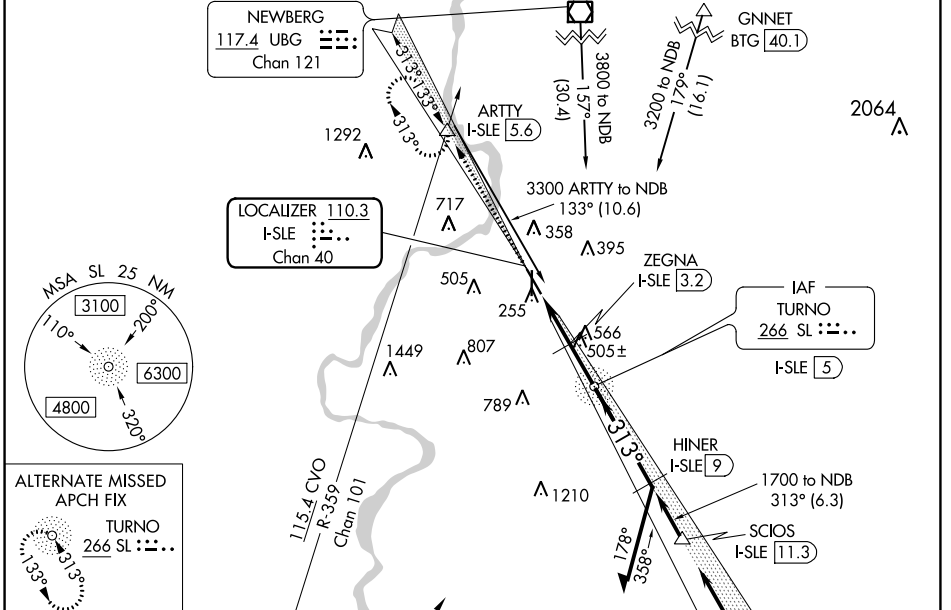 NEWBERG
117.4 UBG
Chan 121
GNNET
BTG 40.1
3800 to NDB
157°
(30.4)
3200 to NDB
179°
(16.1)
2064
313°
133°
313°
ARTTY
I-SLE 5.6
1292
3300 ARTTY to NDB
133° (10.6)
717
358
395
LOCALIZER 110.3
I-SLE
Chan 40
ZEGNA
I-SLE 3.2
505
255
566
505±
IAF
TURNO
266 SL
I-SLE 5
MSA SL 25 NM
3100
110°
200°
6300
4800
320°
1449
807
789
313°
HINER
I-SLE 9
1700 to NDB
313° (6.3)
SCIOS
I-SLE 11.3
1210
178°
358°
115.4 CVO
R-359
Chan 101
ALTERNATE MISSED
APCH FIX
TURNO
266 SL
313°
133°